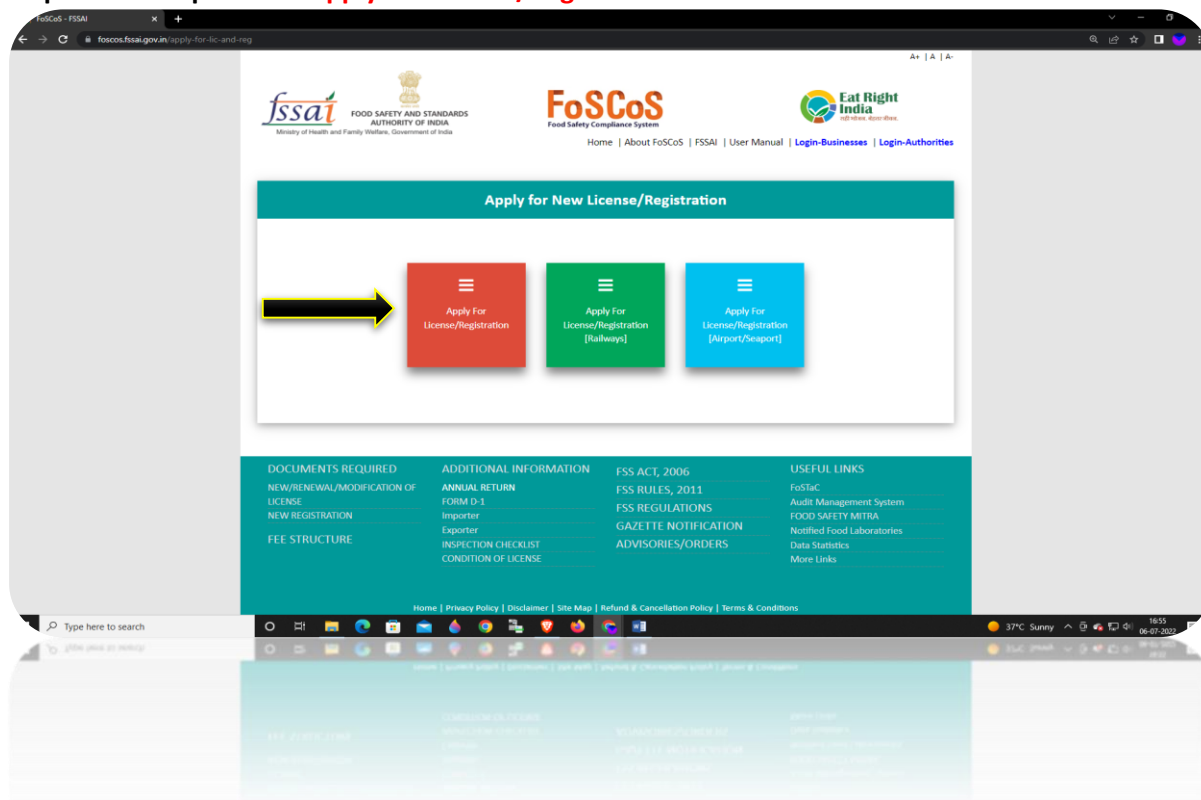 FoSCoS - FSSAI
foscos.fssai.gov.in/apply-for-lic-and-reg
A+ | A | A-
fssai
FOOD SAFETY AND STANDARDS
AUTHORITY OF INDIA
Ministry of Health and Family Welfare, Government of India
FoSCoS
Food Safety Compliance System
Eat Right
India
Home | About FoSCoS | FSSAI | User Manual | Login-Businesses | Login-Authorities
Apply for New License/Registration
Apply For
License/Registration
Apply For
License/Registration
[Railways]
Apply For
License/Registration
[Airport/Seaport]
DOCUMENTS REQUIRED
NEW/RENEWAL/MODIFICATION OF
LICENSE
NEW REGISTRATION
FEE STRUCTURE
ADDITIONAL INFORMATION
ANNUAL RETURN
FORM D-1
Importer
Exporter
INSPECTION CHECKLIST
CONDITION OF LICENSE
FSS ACT, 2006
FSS RULES, 2011
FSS REGULATIONS
GAZETTE NOTIFICATION
ADVISORIES/ORDERS
USEFUL LINKS
FoSTaC
Audit Management System
FOOD SAFETY MITRA
Notified Food Laboratories
Data Statistics
More Links
Home | Privacy Policy | Disclaimer | Site Map | Refund & Cancellation Policy | Terms & Conditions
Type here to search
37°C Sunny
16:55
06-07-2022